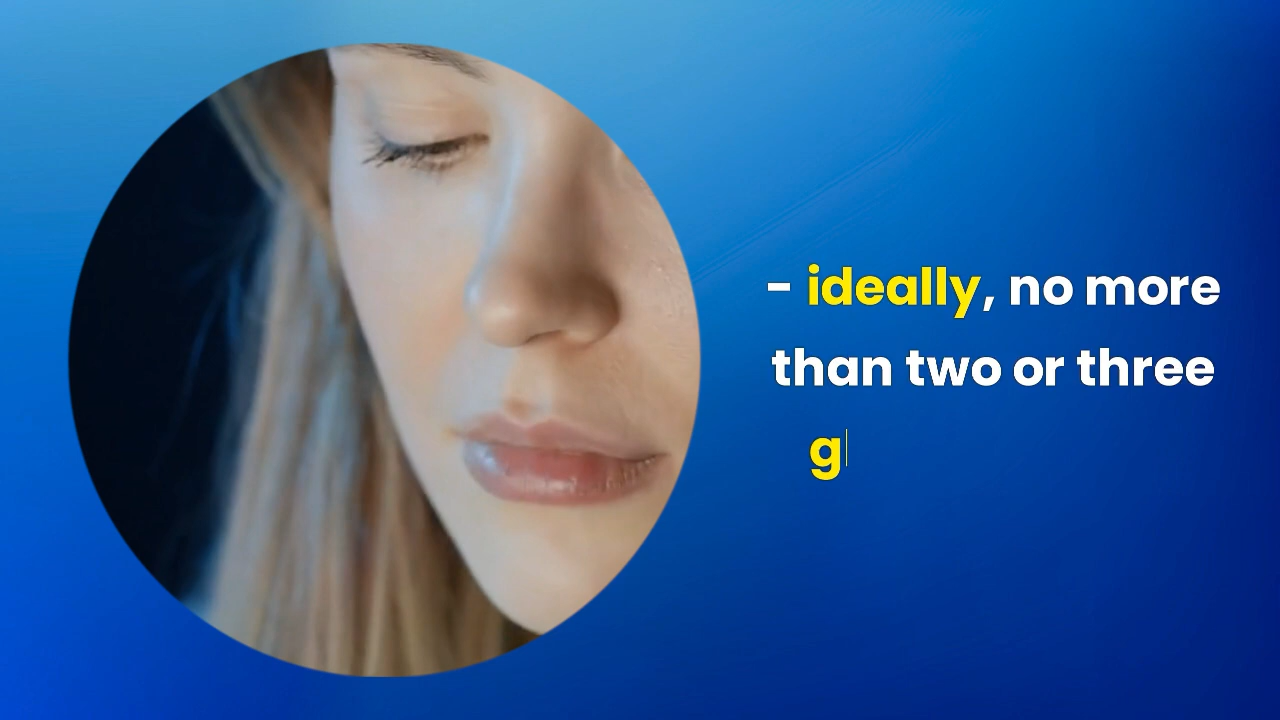 - ideally, no more
than two or three
g